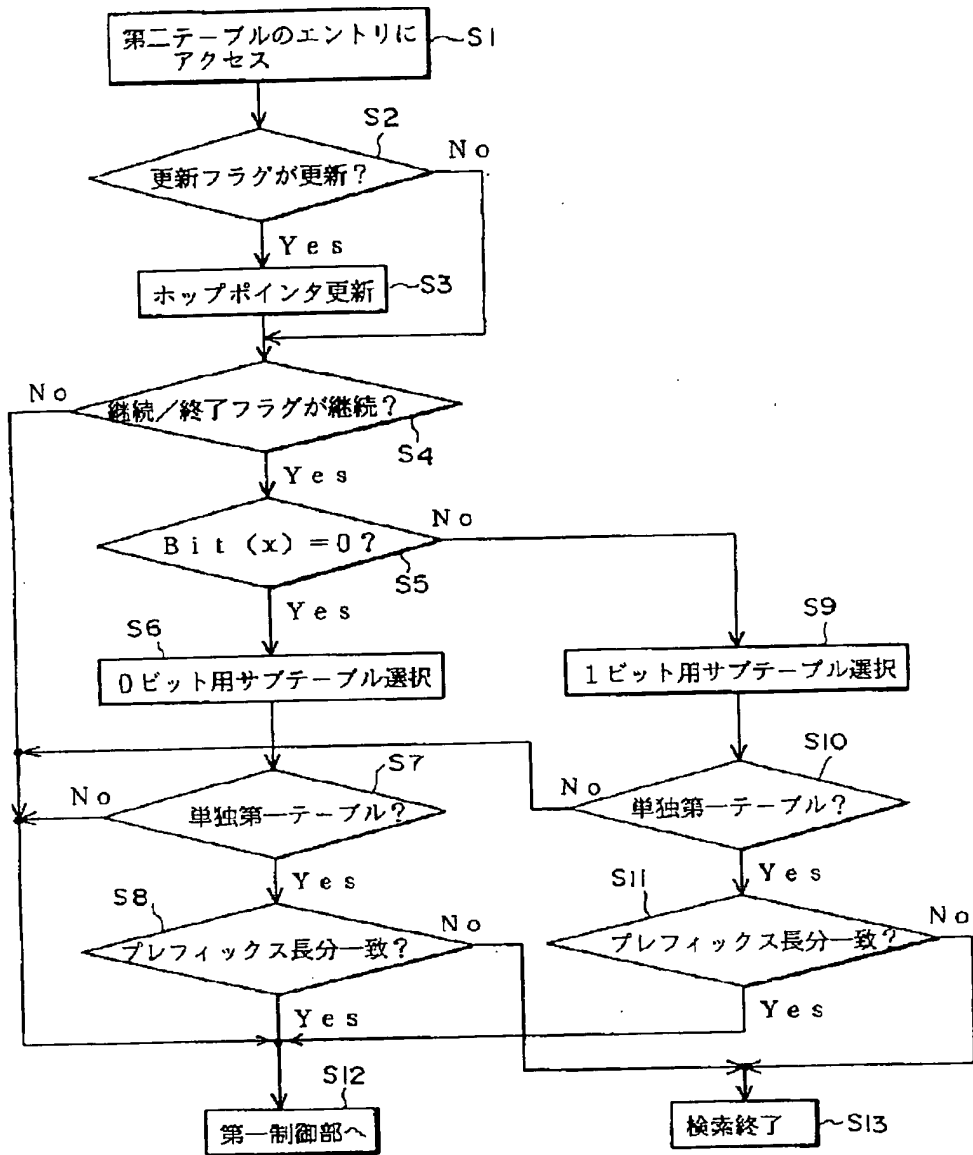 第二テーブルのエントリに
アクセス
S1
S2
更新フラグが更新?
No
Yes
ホップポインタ更新
S3
No
継続/終了フラグが継続?
S4
Yes
Bit(x)=0?
No
S5
Yes
S6
0ビット用サブテーブル選択
S9
1ビット用サブテーブル選択
S7
No
単独第一テーブル?
S10
No
単独第一テーブル?
Yes
Yes
S8
プレフィックス長分一致?
No
S11
プレフィックス長分一致?
No
Yes
Yes
S12
第一制御部へ
検索終了
S13